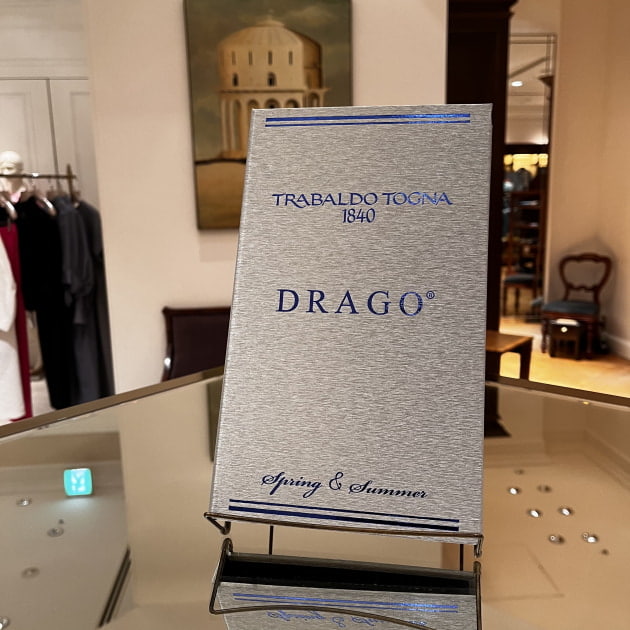 TRABALDO TOGNA
1840
DRAGO®
Spring & Summer